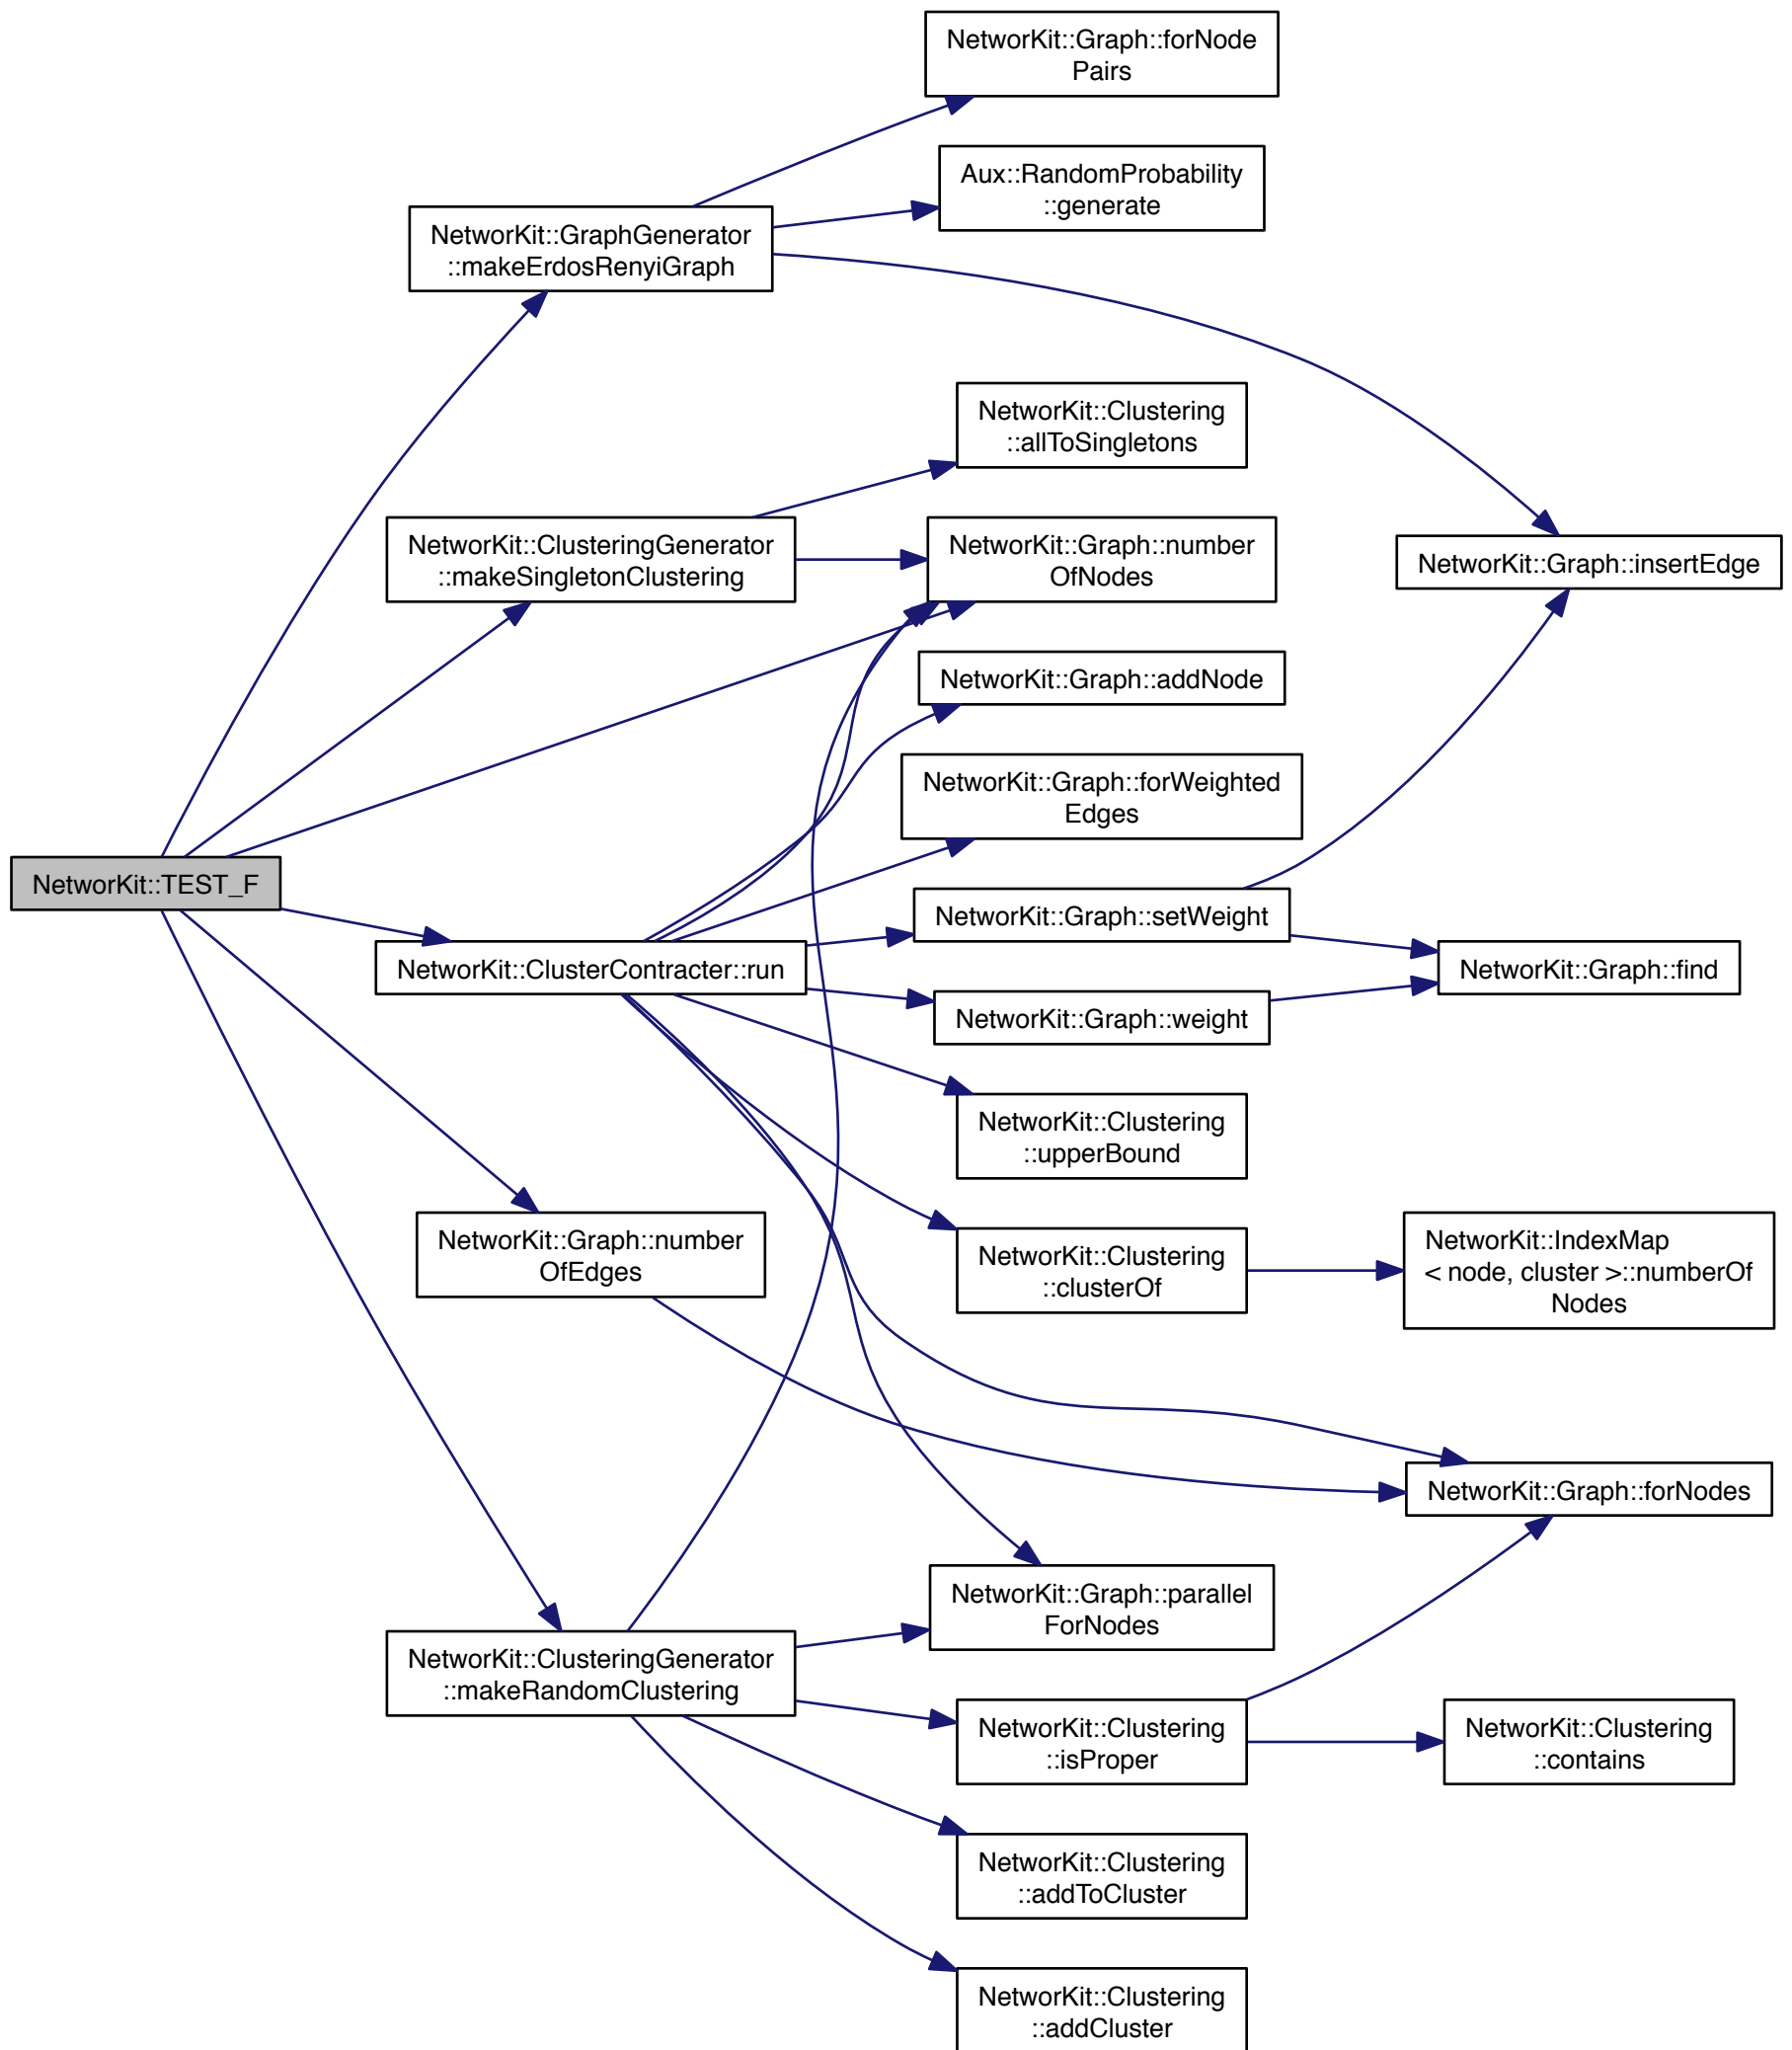 NetworKit::Graph::forNode
Pairs
Aux::RandomProbability
::generate
NetworKit::GraphGenerator
::makeErdosRenyiGraph
NetworKit::Clustering
::allToSingletons
NetworKit::ClusteringGenerator
::makeSingletonClustering
NetworKit::Graph::number
OfNodes
NetworKit::Graph::insertEdge
NetworKit::Graph::addNode
NetworKit::Graph::forWeighted
Edges
NetworKit::TEST_F
NetworKit::Graph::setWeight
NetworKit::ClusterContracter::run
NetworKit::Graph::find
NetworKit::Graph::weight
NetworKit::Clustering
::upperBound
NetworKit::Graph::number
OfEdges
NetworKit::Clustering
::clusterOf
NetworKit::IndexMap
< node, cluster >::numberOf
Nodes
NetworKit::Graph::forNodes
NetworKit::Graph::parallel
ForNodes
NetworKit::ClusteringGenerator
::makeRandomClustering
NetworKit::Clustering
::isProper
NetworKit::Clustering
::contains
NetworKit::Clustering
::addToCluster
NetworKit::Clustering
::addCluster